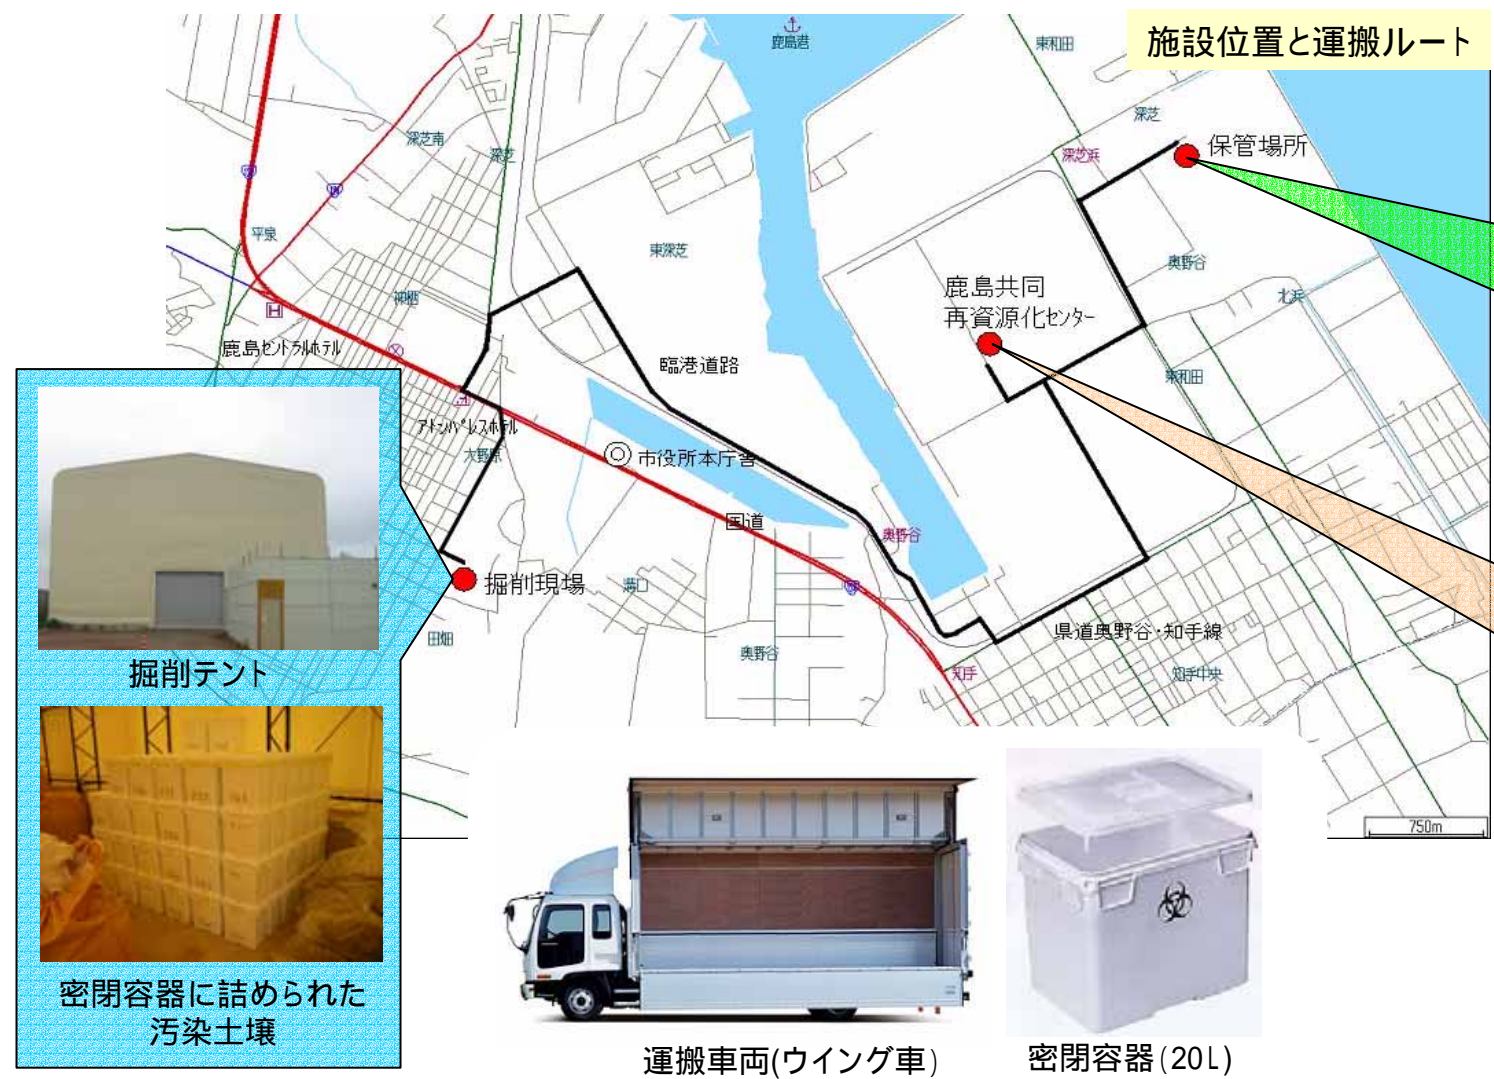 施設位置と運搬ルート
鹿島港
東和田
深芝
深芝浜
保管場所
深芝南
深芝
平泉
東深芝
奥野谷
北浜
神栖
鹿島共同
再資源化センター
鹿島セントラルホテル
臨港道路
東和田
アトンパレスホテル
大野原
市役所本庁舎
国道
奥野谷
掘削現場
溝口
田畑
奥野谷
県道奥野谷・知手線
知手
知手中央
掘削テント
密閉容器に詰められた
汚染土壌
750m
運搬車両(ウイング車)
密閉容器(20L)